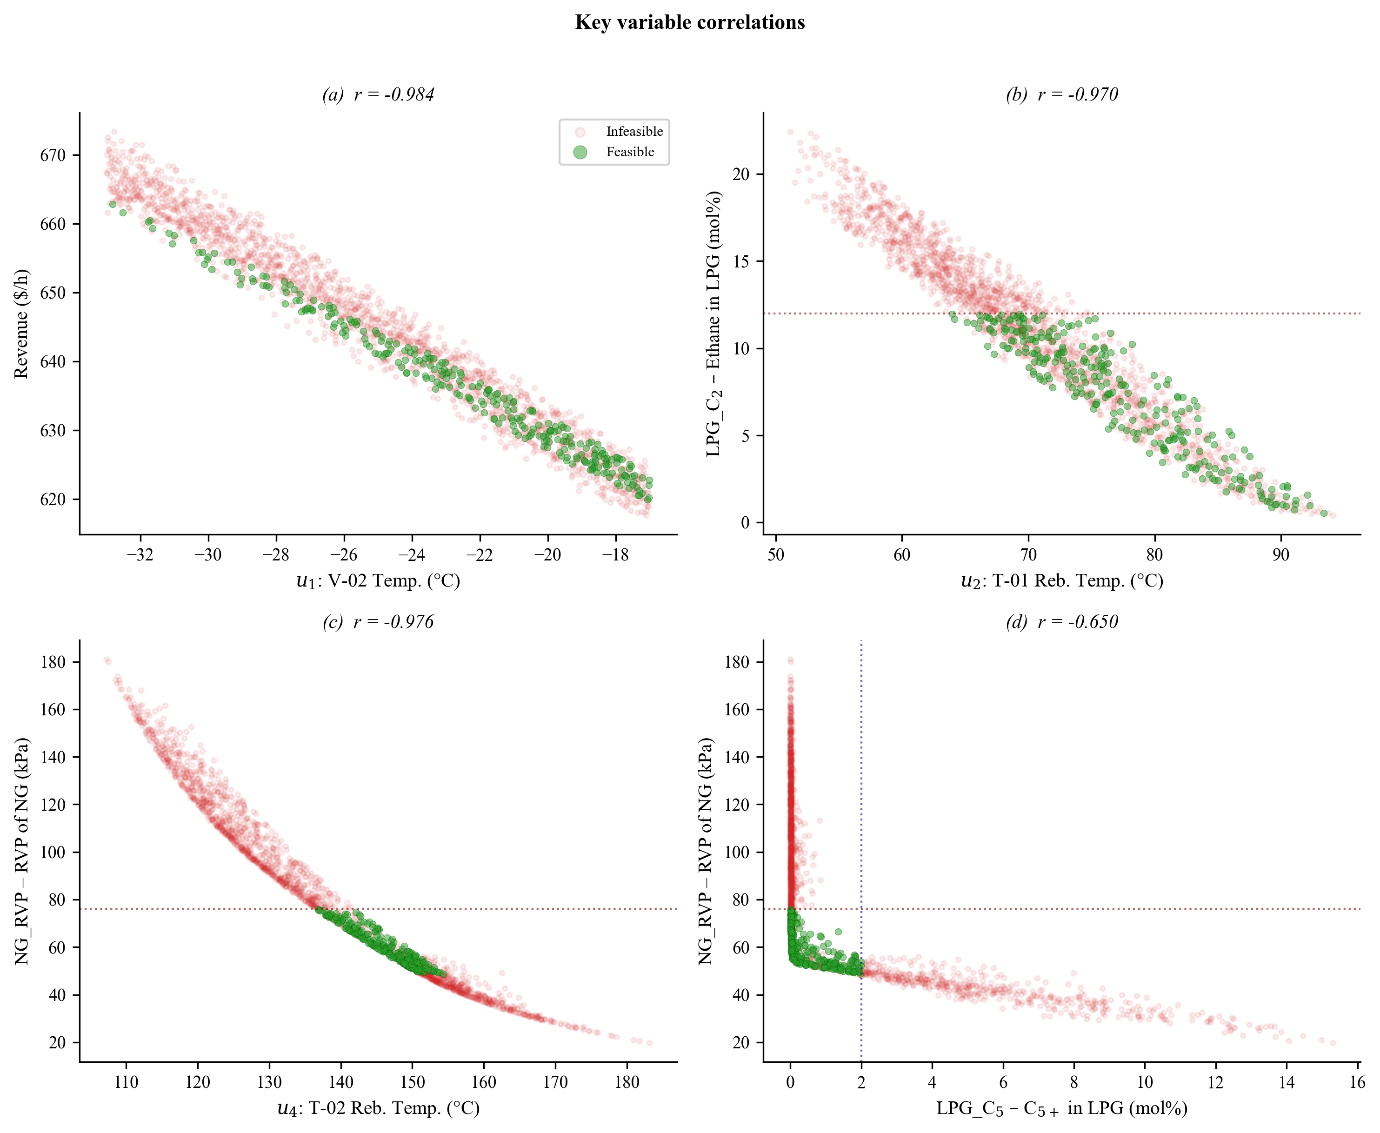 Key variable correlations
(a)  r = -0.984
Infeasible
Feasible
Revenue ($/h)
670
660
650
640
630
620
−32 −30 −28 −26 −24 −22 −20 −18
u₁: V-02 Temp. (°C)
(b)  r = -0.970
LPG_C₂ − Ethane in LPG (mol%)
20
15
10
5
0
50 60 70 80 90
u₂: T-01 Reb. Temp. (°C)
(c)  r = -0.976
NG_RVP – RVP of NG (kPa)
180
160
140
120
100
80
60
40
20
110 120 130 140 150 160 170 180
u₄: T-02 Reb. Temp. (°C)
(d)  r = -0.650
NG_RVP – RVP of NG (kPa)
180
160
140
120
100
80
60
40
20
0 2 4 6 8 10 12 14 16
LPG_C₅ − C₅₊ in LPG (mol%)